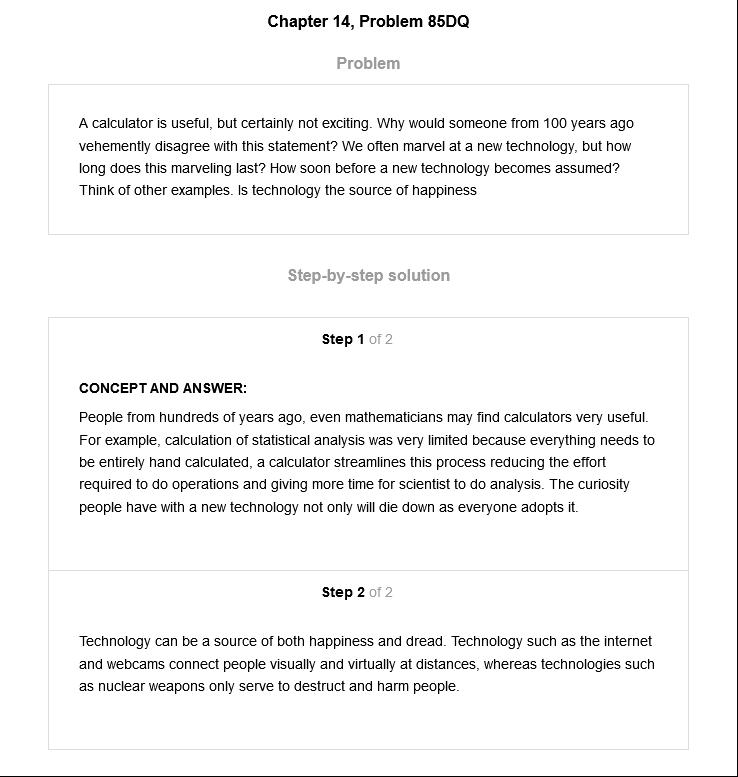 Chapter 14, Problem 85DQ
Problem
A calculator is useful, but certainly not exciting. Why would someone from 100 years ago
vehemently disagree with this statement? We often marvel at a new technology, but how
long does this marveling last? How soon before a new technology becomes assumed?
Think of other examples. Is technology the source of happiness
Step-by-step solution
Step 1 of 2
CONCEPT AND ANSWER:
People from hundreds of years ago, even mathematicians may find calculators very useful.
For example, calculation of statistical analysis was very limited because everything needs to
be entirely hand calculated, a calculator streamlines this process reducing the effort
required to do operations and giving more time for scientist to do analysis. The curiosity
people have with a new technology not only will die down as everyone adopts it.
Step 2 of 2
Technology can be a source of both happiness and dread. Technology such as the internet
and webcams connect people visually and virtually at distances, whereas technologies such
as nuclear weapons only serve to destruct and harm people.